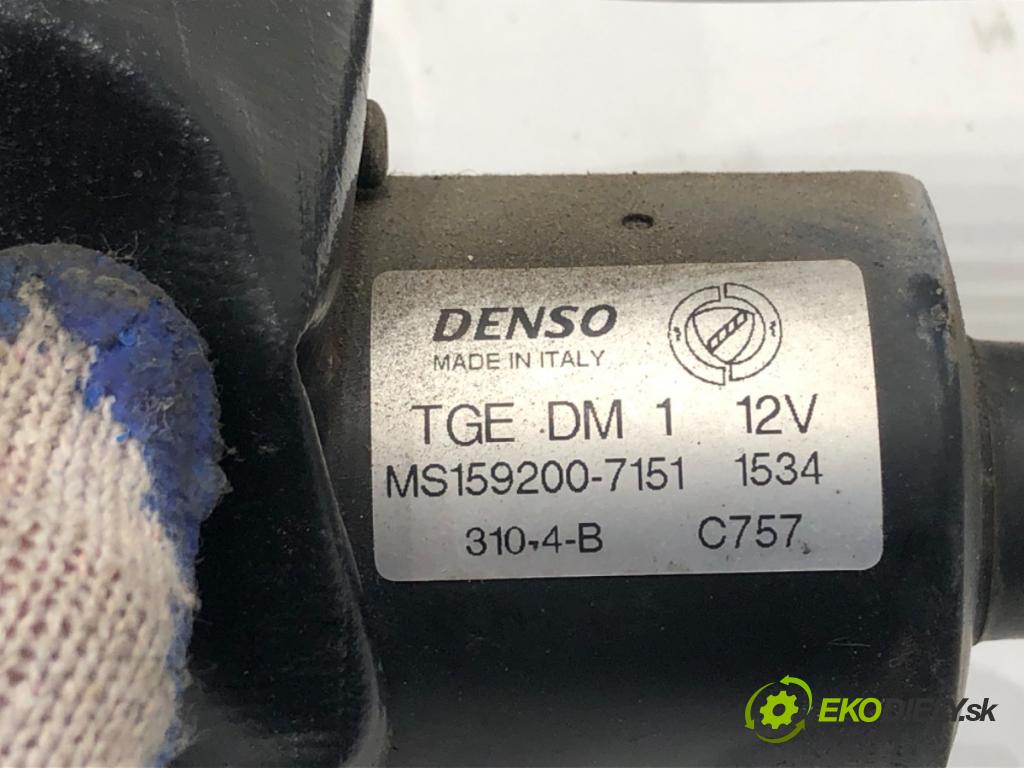 DENSO
MADE IN ITALY
TGE DM 1 12V
MS159200-7151 1534
310-4-B C757
EKODIELY.sk